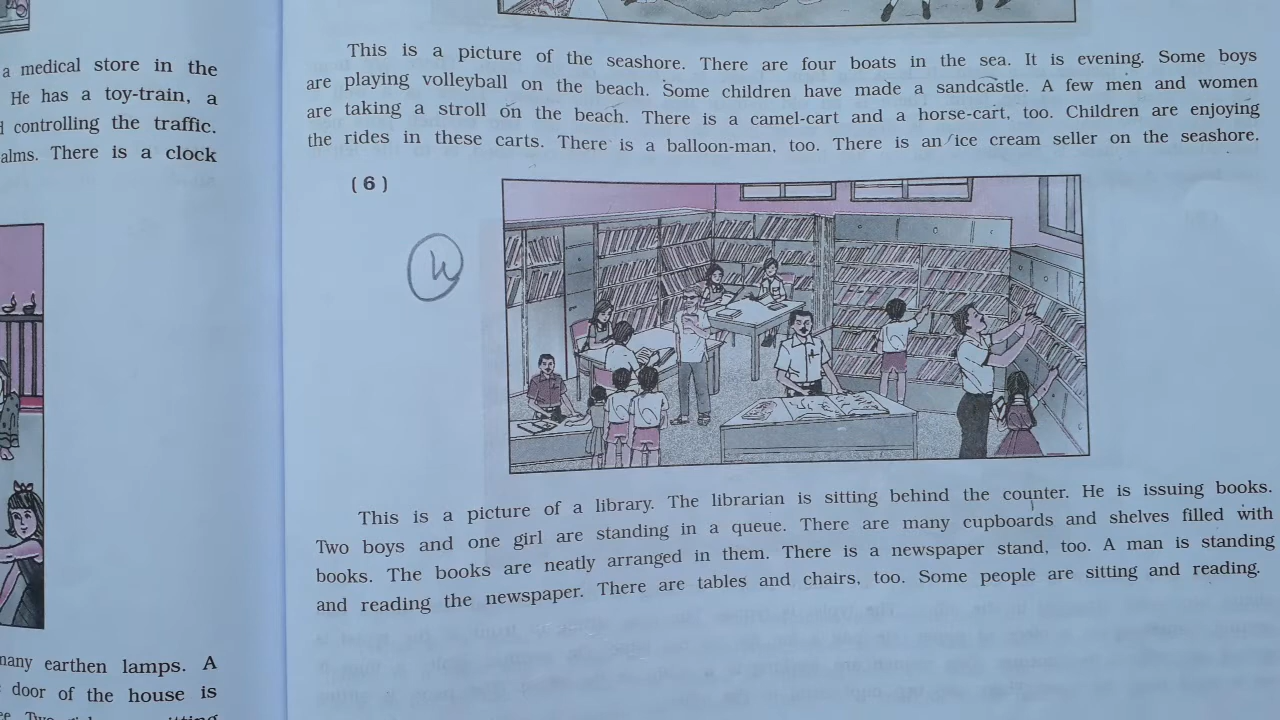 a medical store in the
He has a toy-train, a
controlling the traffic.
alms. There is a clock
many earthen lamps. A
door of the house is
This is a picture of the seashore. There are four boats in the sea. It is evening. Some boys
are playing volleyball on the beach. Some children have made a sandcastle. A few men and women
are taking a stroll on the beach. There is a camel-cart and a horse-cart, too. Children are enjoying
the rides in these carts. There is a balloon-man, too. There is an ice cream seller on the seashore.
(6)
This is a picture of a library. The librarian is sitting behind the counter. He is issuing books.
Two boys and one girl are standing in a queue. There are many cupboards and shelves filled with
books. The books are neatly arranged in them. There is a newspaper stand, too. A man is standing
and reading the newspaper. There are tables and chairs, too. Some people are sitting and reading.